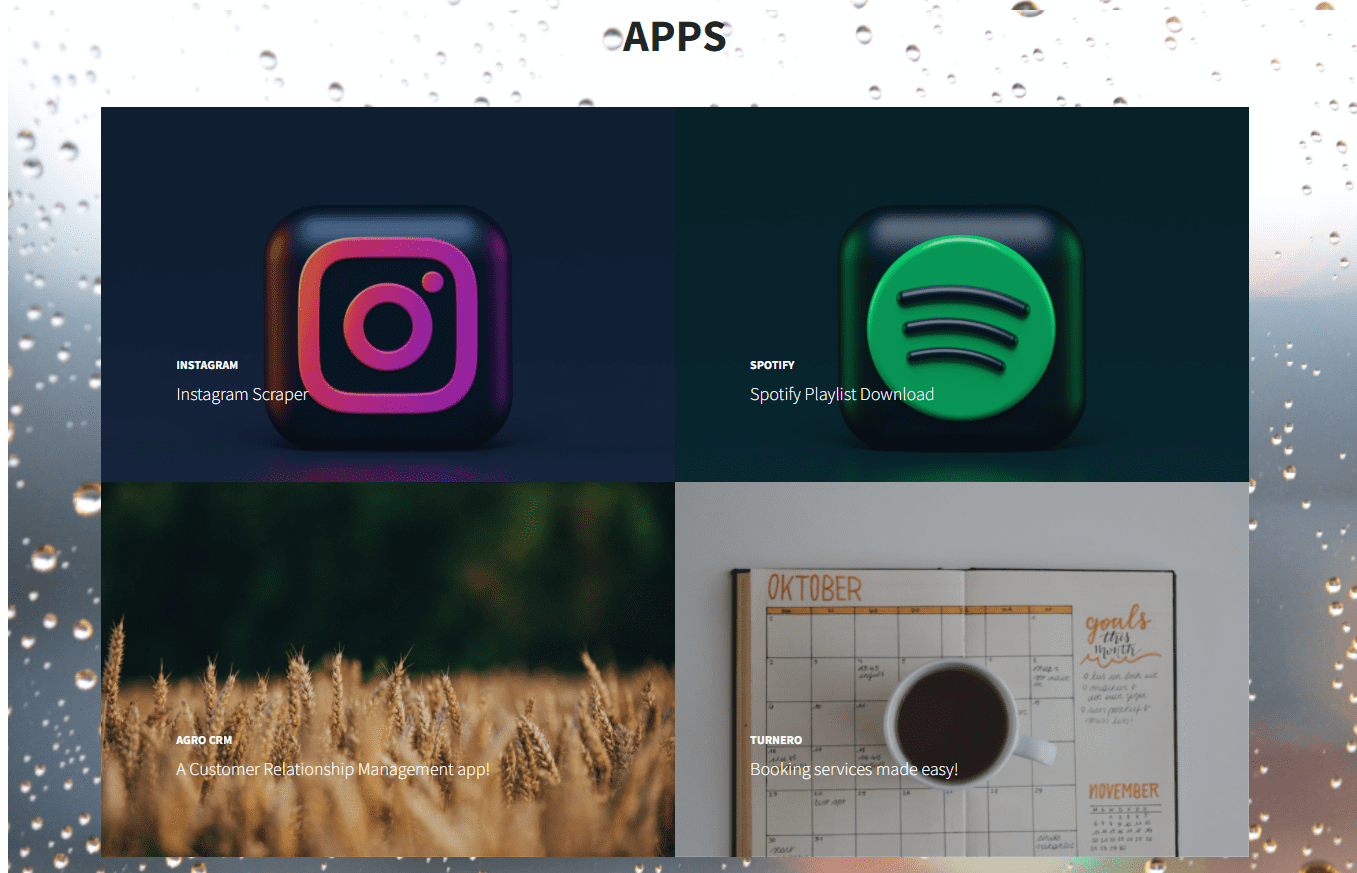 APPS
INSTAGRAM
Instagram Scraper
SPOTIFY
Spotify Playlist Download
AGRO CRM
A Customer Relationship Management app!
TURNERO
Booking services made easy!
OKTOBER
goals
this
month
NOVEMBER